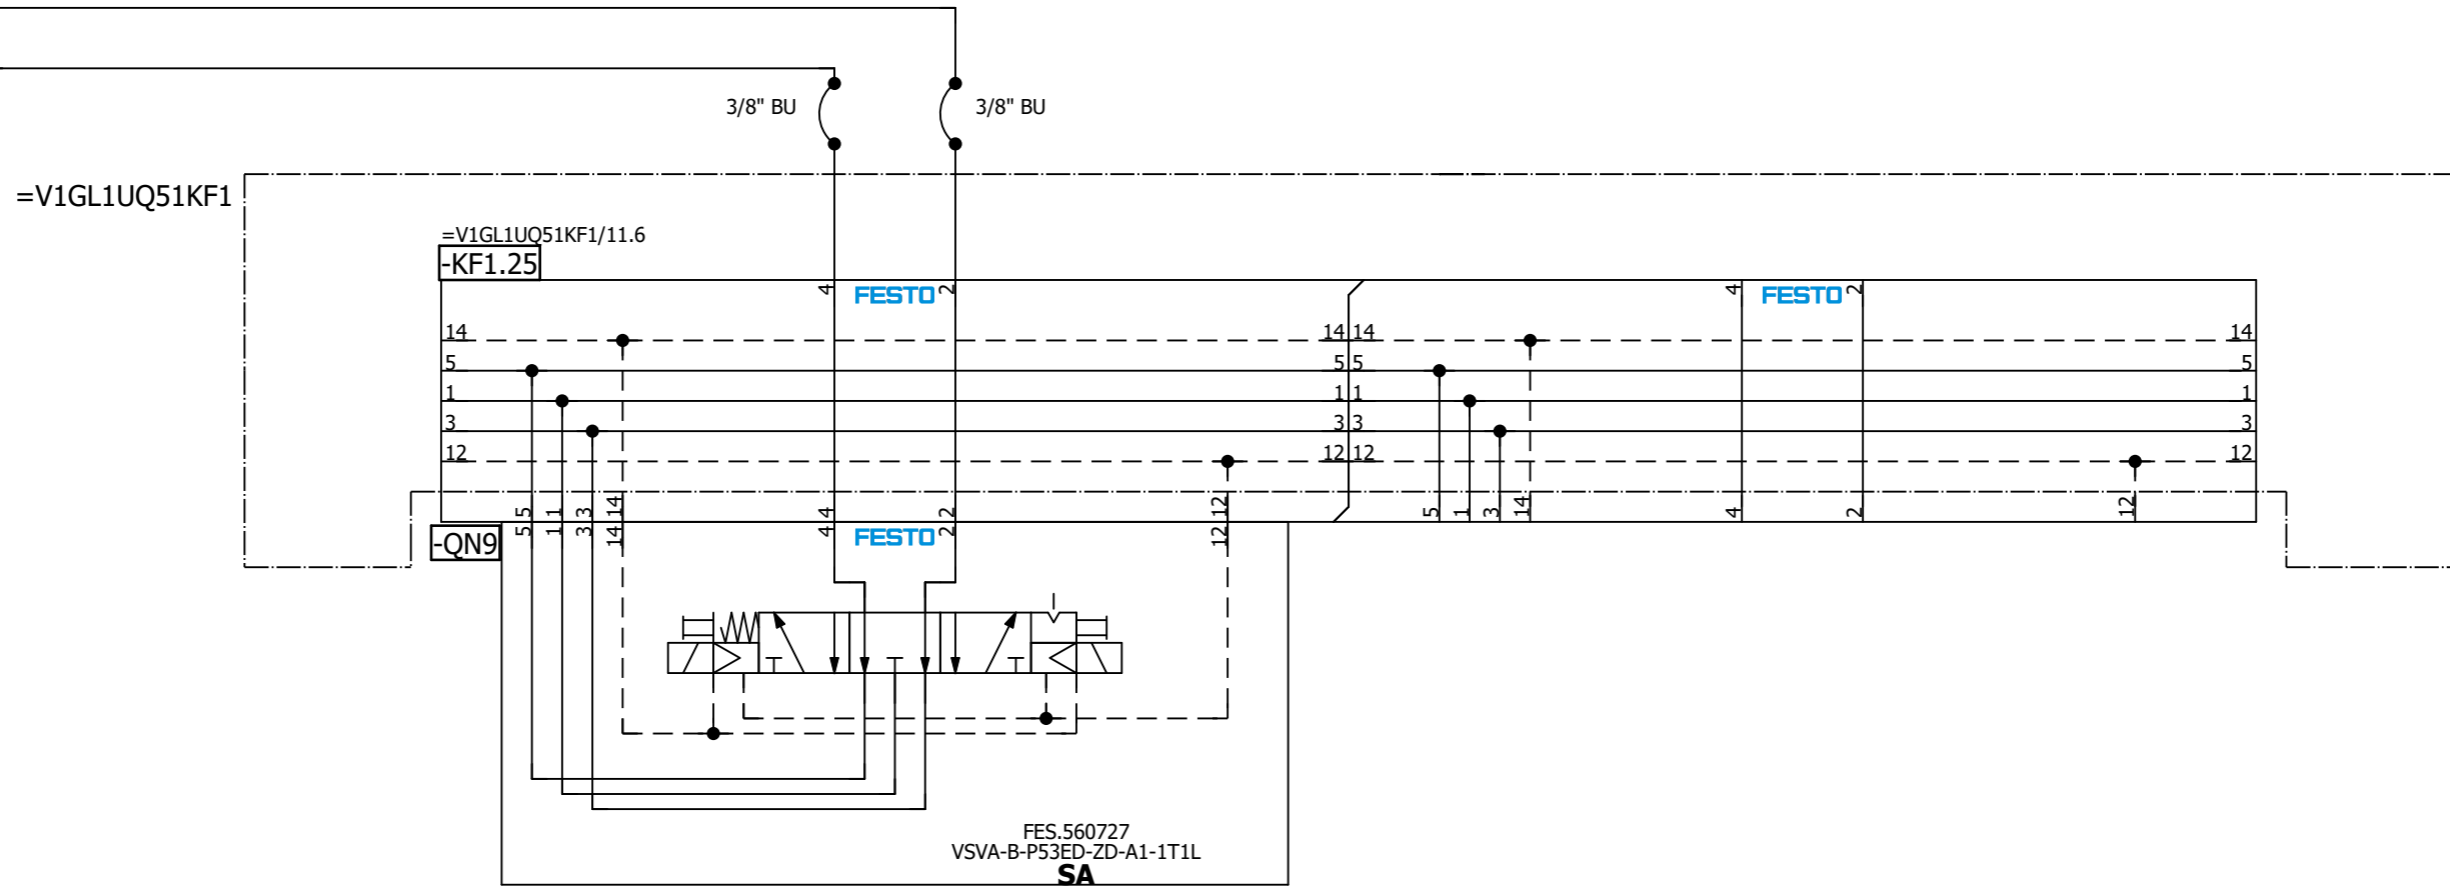 3/8" BU 3/8" BU
=V1GL1UQ51KF1
=V1GL1UQ51KF1/11.6
-KF1.25
4 FESTO 2 4 FESTO 2
14 14 14 14
5 5 5 5
1 1 1 1
3 3 3 3
12 12 12 12
5 1 3 14 4 2 12 5 1 3 14 4 2 12
-QN9 5 1 3 14 4 FESTO 2 12
FES.560727
VSVA-B-P53ED-ZD-A1-1T1L
SA